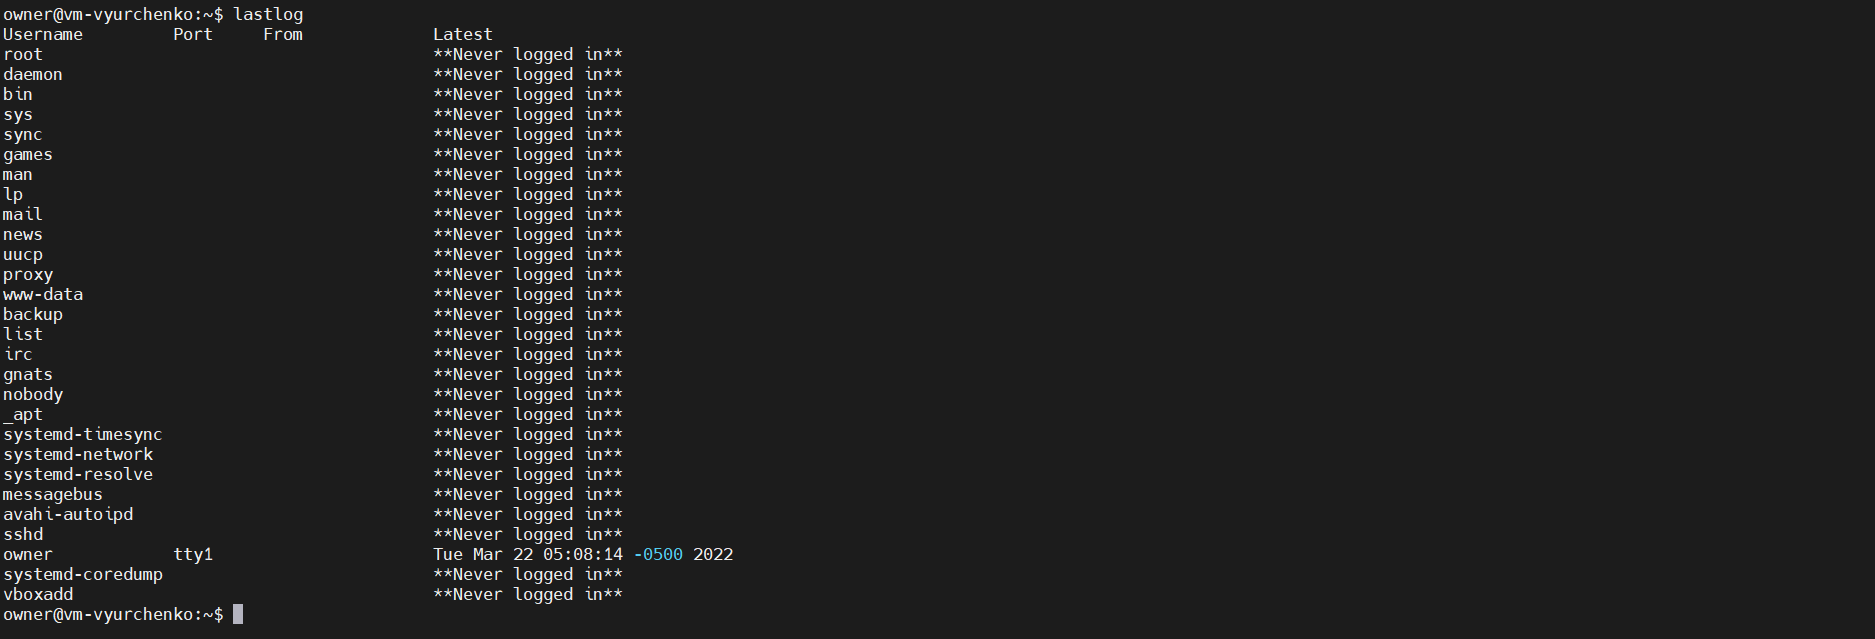 owner@vm-vyurchenko:~$ lastlog
Username         Port     From             Latest
root                                       **Never logged in**
daemon                                     **Never logged in**
bin                                        **Never logged in**
sys                                        **Never logged in**
sync                                       **Never logged in**
games                                      **Never logged in**
man                                        **Never logged in**
lp                                         **Never logged in**
mail                                       **Never logged in**
news                                       **Never logged in**
uucp                                       **Never logged in**
proxy                                      **Never logged in**
www-data                                   **Never logged in**
backup                                     **Never logged in**
list                                       **Never logged in**
irc                                        **Never logged in**
gnats                                      **Never logged in**
nobody                                     **Never logged in**
_apt                                       **Never logged in**
systemd-timesync                           **Never logged in**
systemd-network                            **Never logged in**
systemd-resolve                            **Never logged in**
messagebus                                 **Never logged in**
avahi-autoipd                              **Never logged in**
sshd                                       **Never logged in**
owner            tty1                      Tue Mar 22 05:08:14 -0500 2022
systemd-coredump                           **Never logged in**
vboxadd                                    **Never logged in**
owner@vm-vyurchenko:~$